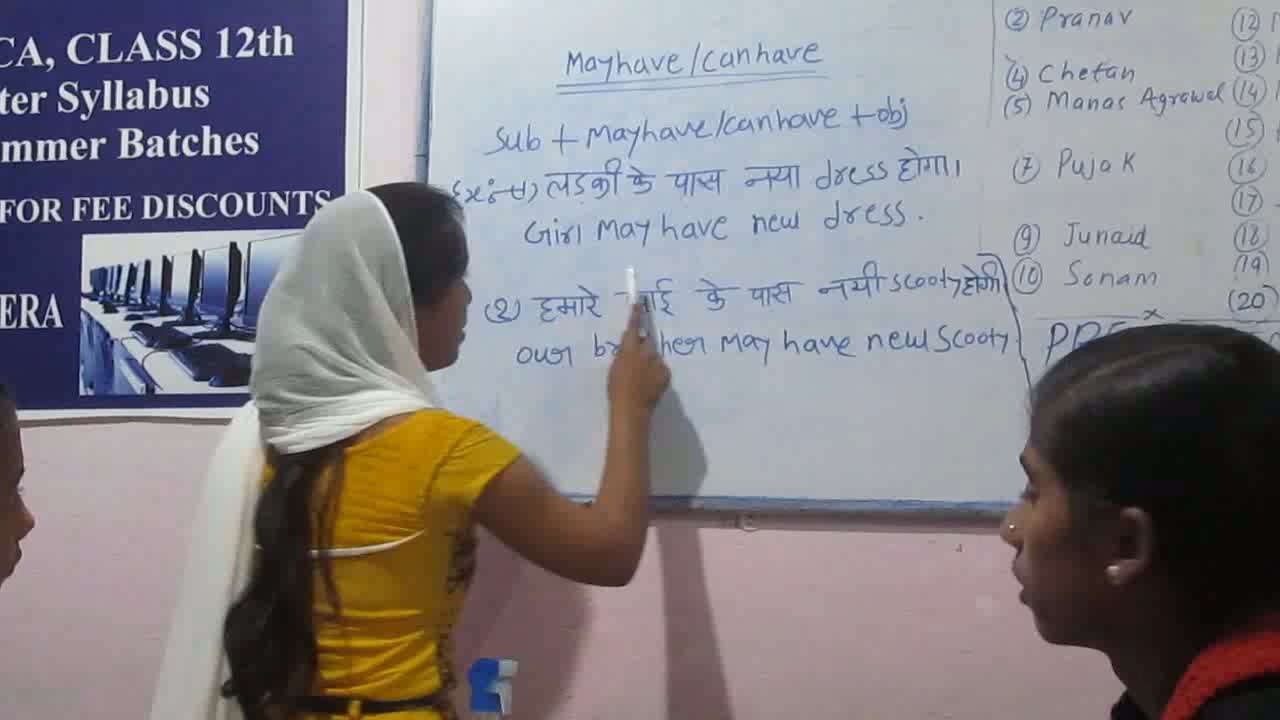 CA, CLASS 12th
ter Syllabus
mmer Batches
FOR FEE DISCOUNTS
ERA
Mayhave/canhave
Sub + Mayhave/canhave + obj
लड़की के पास नया dress होगा।
Girl may have new dress.
(2) हमारे के पास नयी scooty होगी
our may have new Scooty
(2) Pranav
(4) Chetan
(5) Manas Agrawal
(7) Puja K
(9) Junaid
(10) Sonam
(12)
(13)
(14)
(15)
(16)
(17)
(18)
(19)
(20)